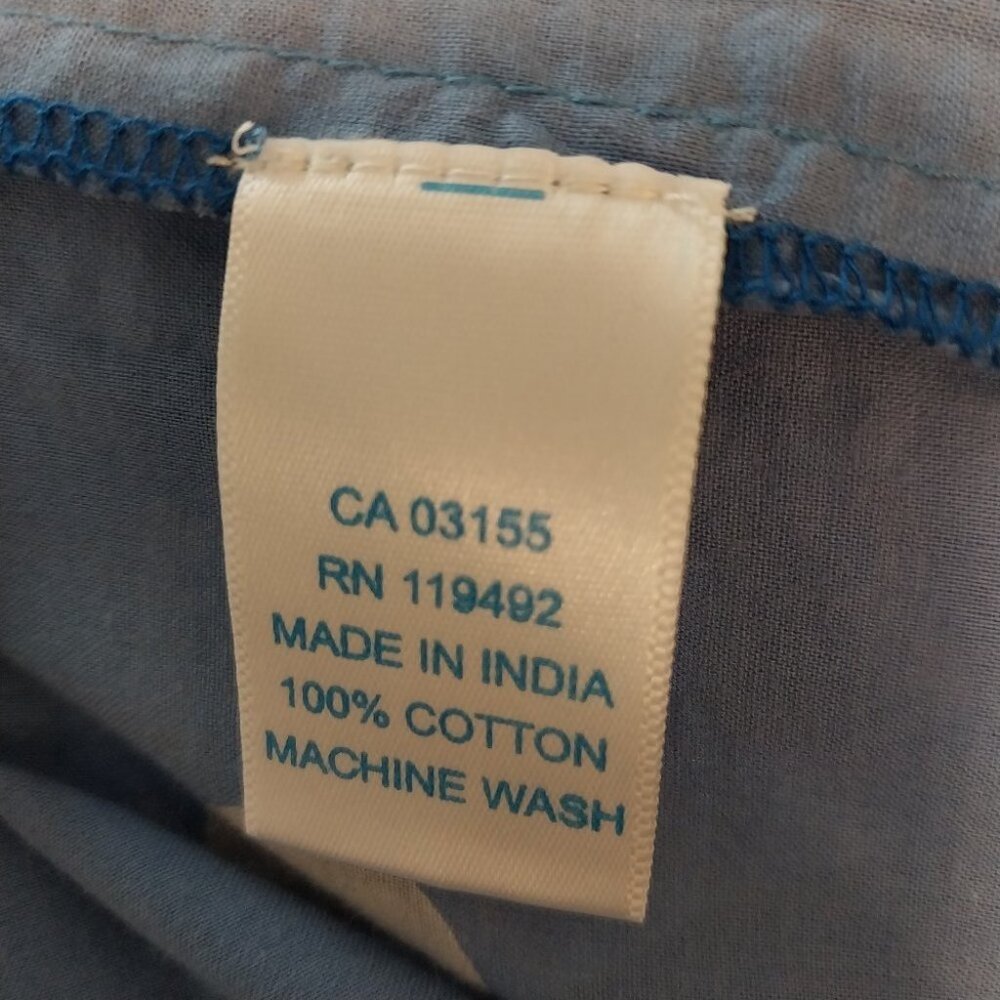 CA 03155
RN 119492
MADE IN INDIA
100% COTTON
MACHINE WASH